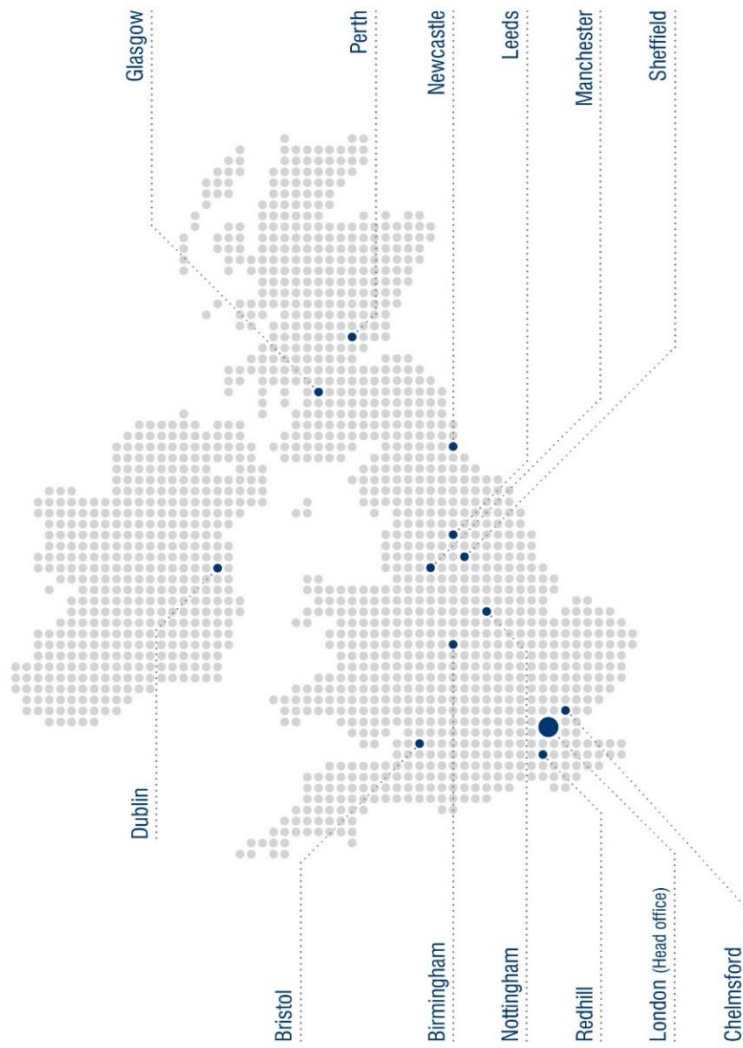 Glasgow
Perth
Newcastle
Leeds
Manchester
Sheffield
Dublin
Bristol
Birmingham
Nottingham
Redhill
London (Head office)
Chelmsford